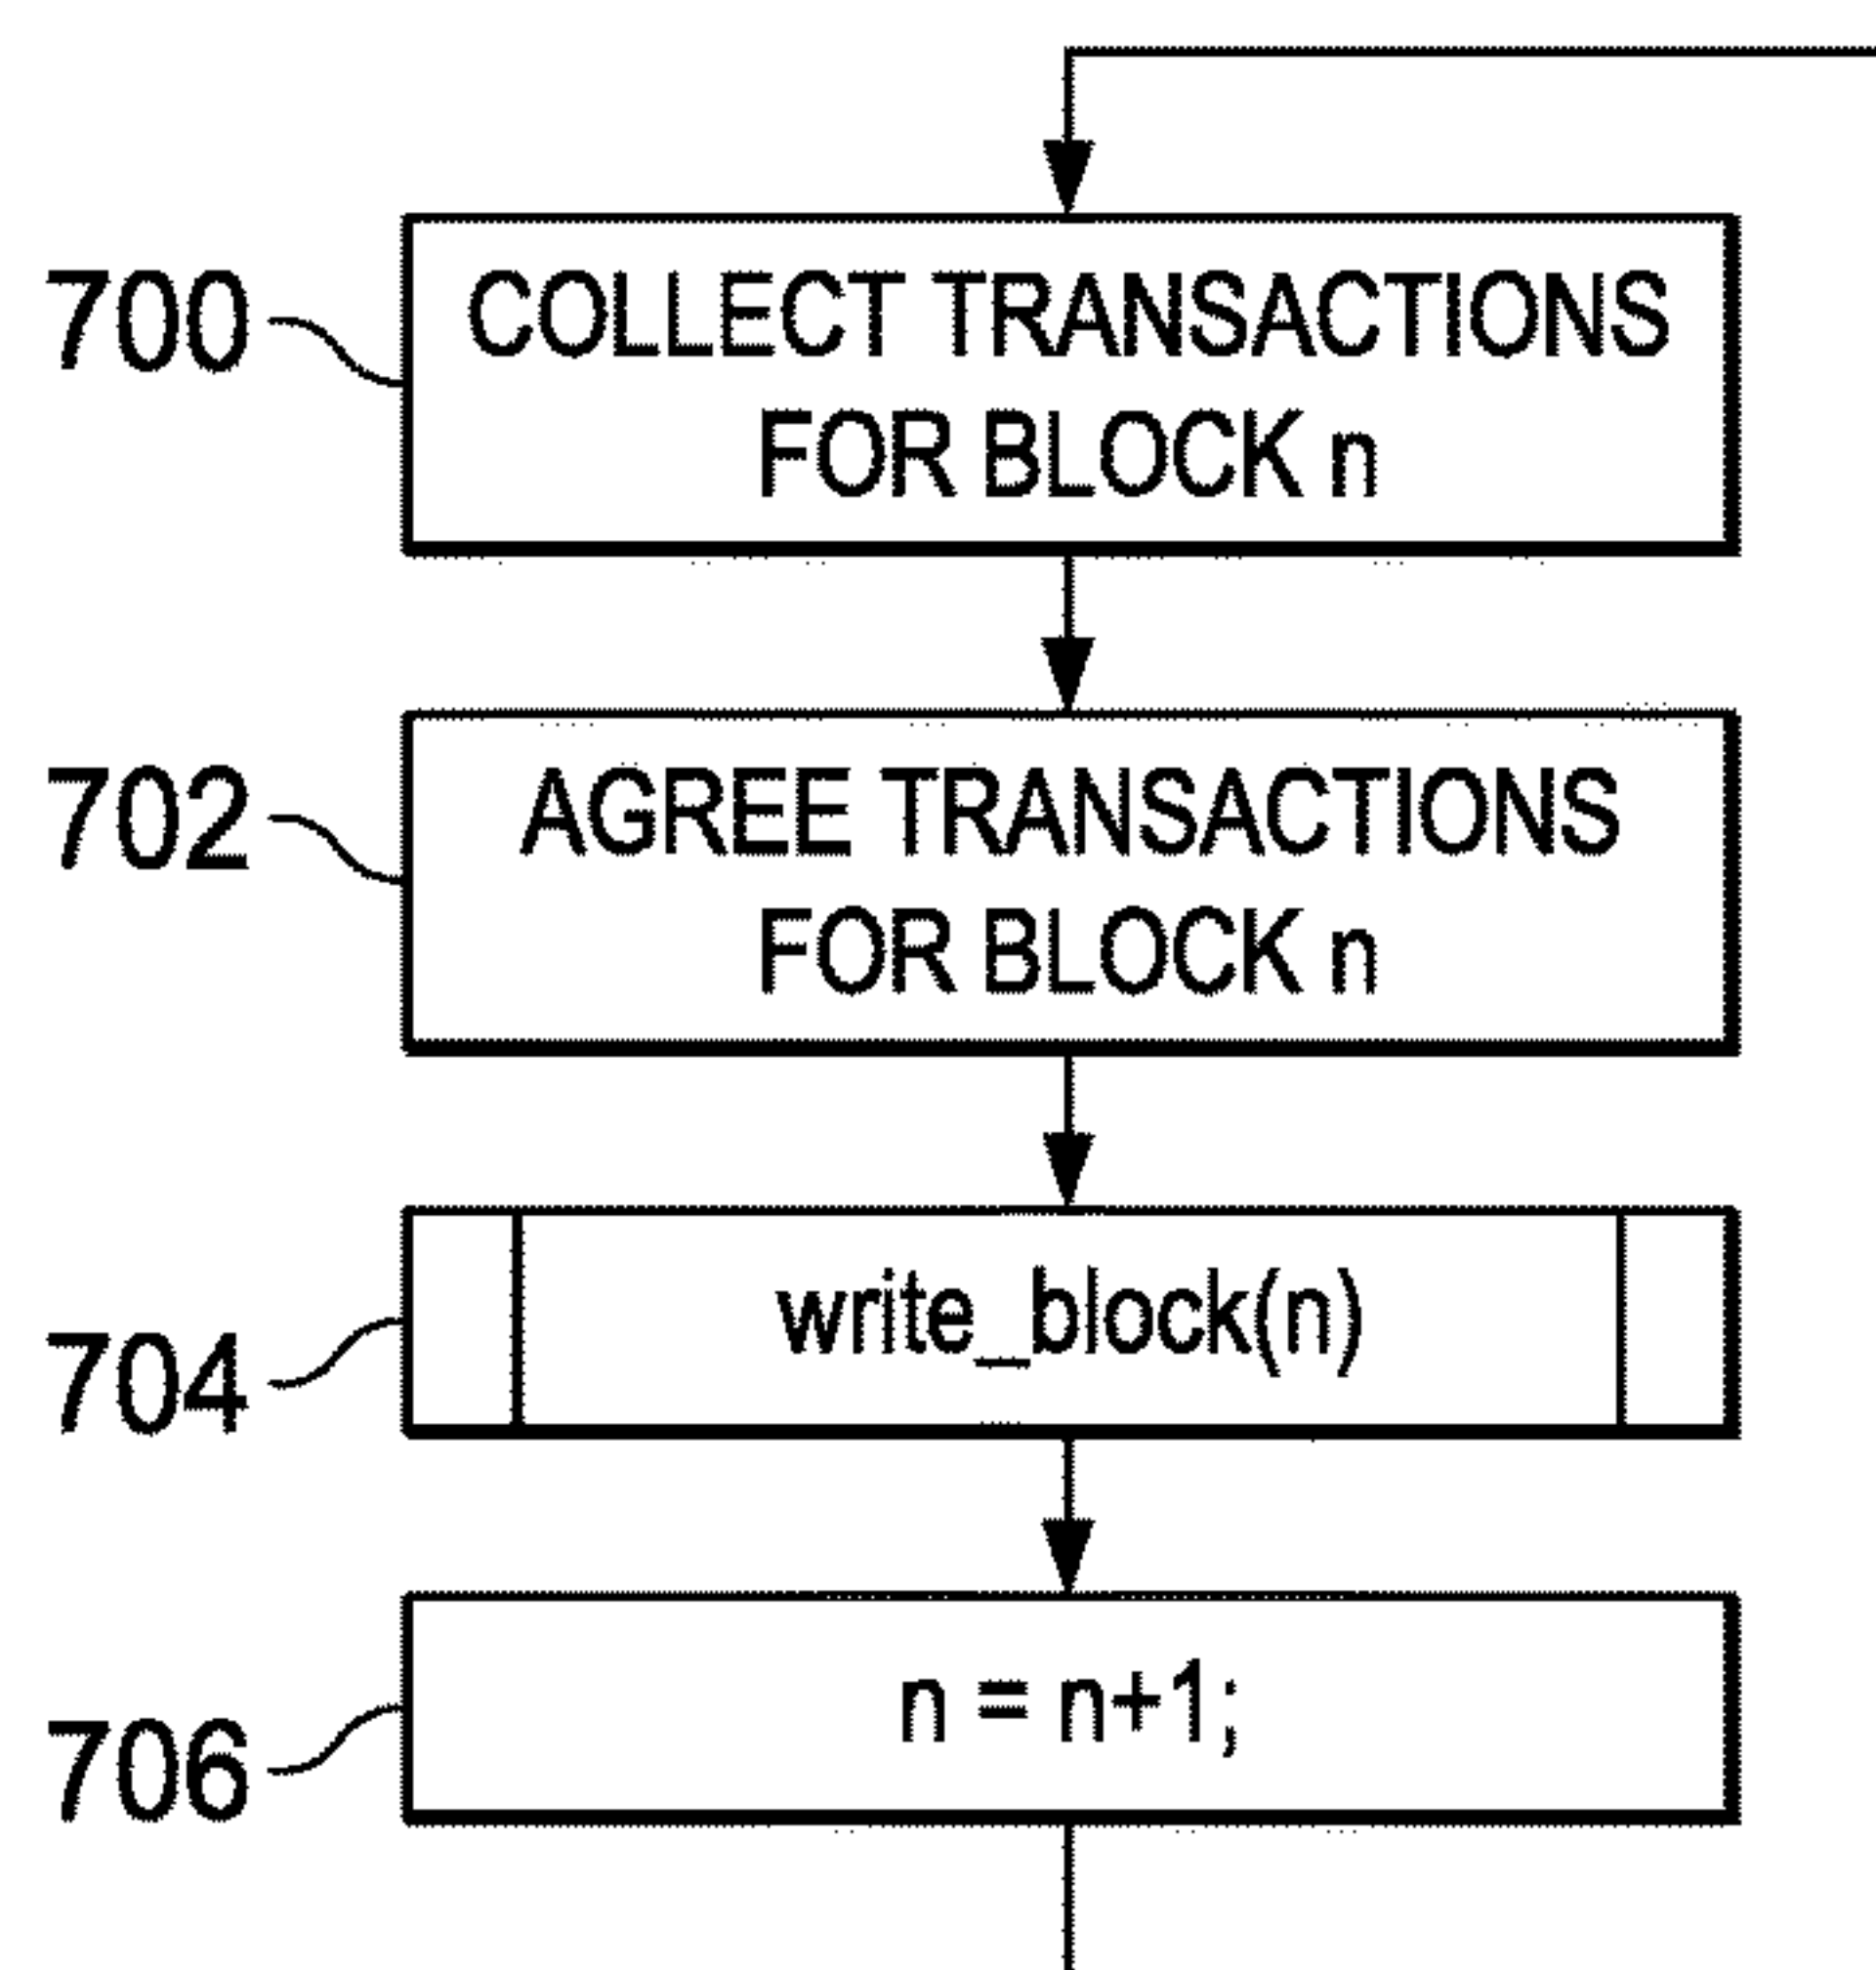 700
COLLECT TRANSACTIONS
FOR BLOCK n
702
AGREE TRANSACTIONS
FOR BLOCK n
704
write_block(n)
706
n = n+1;